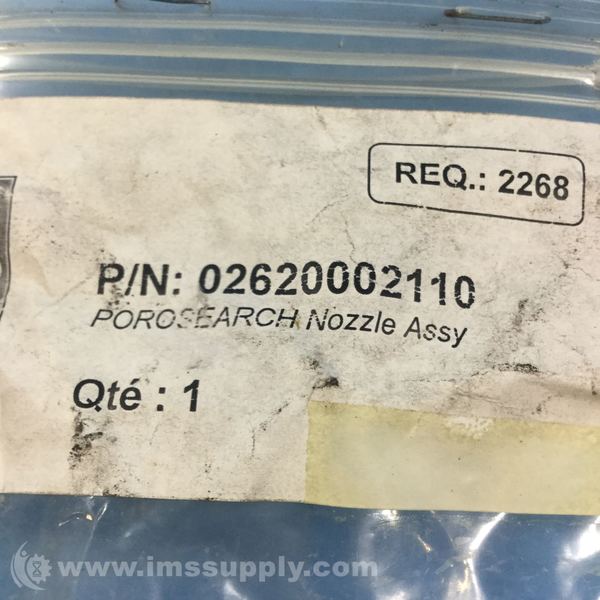 REQ.: 2268
P/N: 02620002110
POROSEARCH Nozzle Assy
Qté : 1
www.imssupply.com